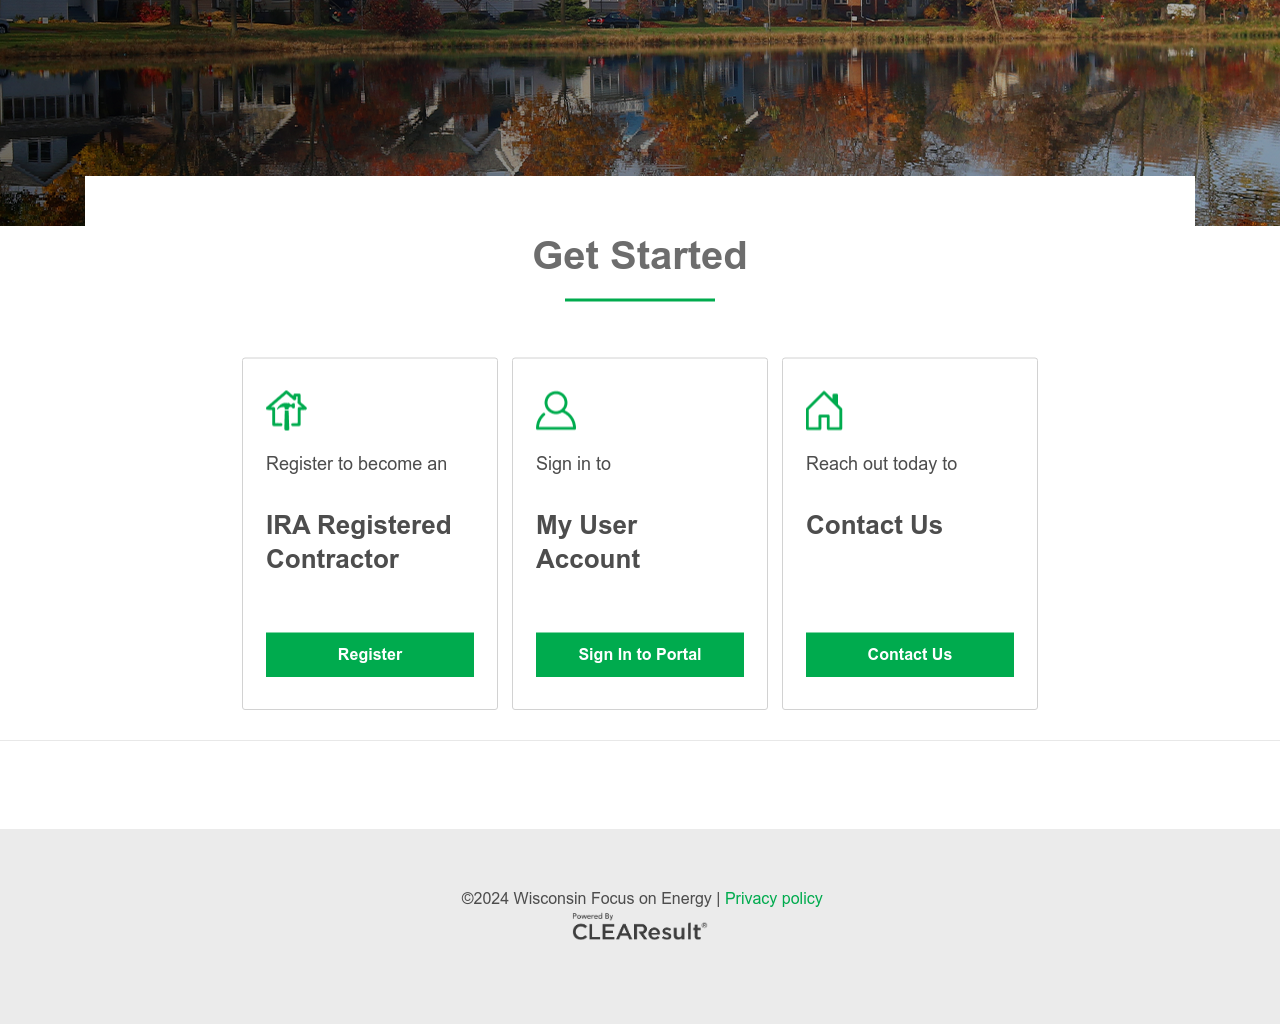 Get Started
Register to become an
IRA Registered
Contractor
Register
Sign in to
My User
Account
Sign In to Portal
Reach out today to
Contact Us
Contact Us
©2024 Wisconsin Focus on Energy | Privacy policy
Powered By
CLEAResult®